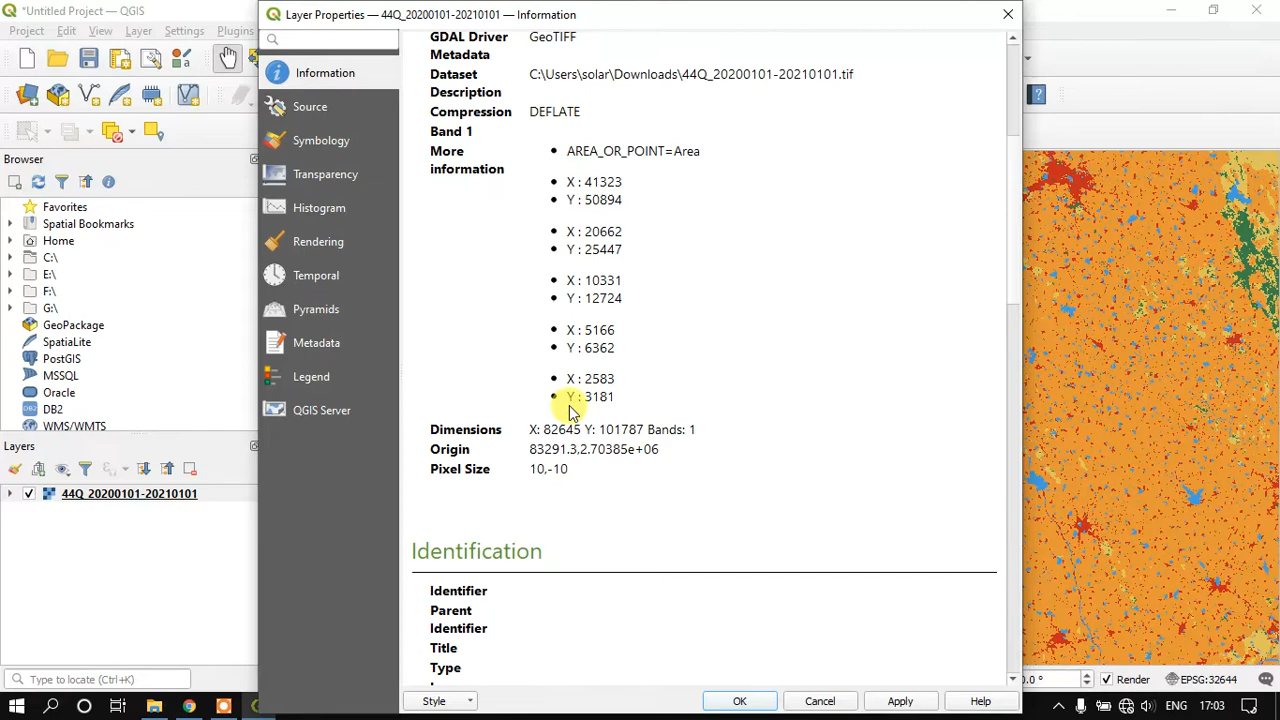 *Untitled Project — QGIS
Layer Properties — 44Q_20200101-20210101 — Information
Project Edit View Layer Settings Plugins
Information
Source
Symbology
Transparency
Histogram
Rendering
Temporal
Pyramids
Metadata
Legend
QGIS Server
GDAL Driver GeoTIFF
Metadata
Dataset C:\Users\solar\Downloads\44Q_20200101-20210101.tif
Description
Compression DEFLATE
Band 1
More • AREA_OR_POINT=Area
information
• X : 41323
• Y : 50894
• X : 20662
• Y : 25447
• X : 10331
• Y : 12724
• X : 5166
• Y : 6362
• X : 2583
• Y : 3181
Dimensions X: 82645 Y: 101787 Bands: 1
Origin 83291.3,2.70385e+06
Pixel Size 10,-10
Identification
Identifier
Parent
Identifier
Title
Type
Style
OK
Cancel
Apply
Help
Browser
Favorites
Spatial Bookmarks
Home
C:\
E:\
F:\
G:\
GeoPackage
SpatiaLite
PostGIS
MSSQL
Oracle
DB2
WMS/WMTS
Layers
44Q_20200101-20210101
Type to locate (Ctrl+K)
0.0 °
Render
EPSG:32644
ENG
17:03